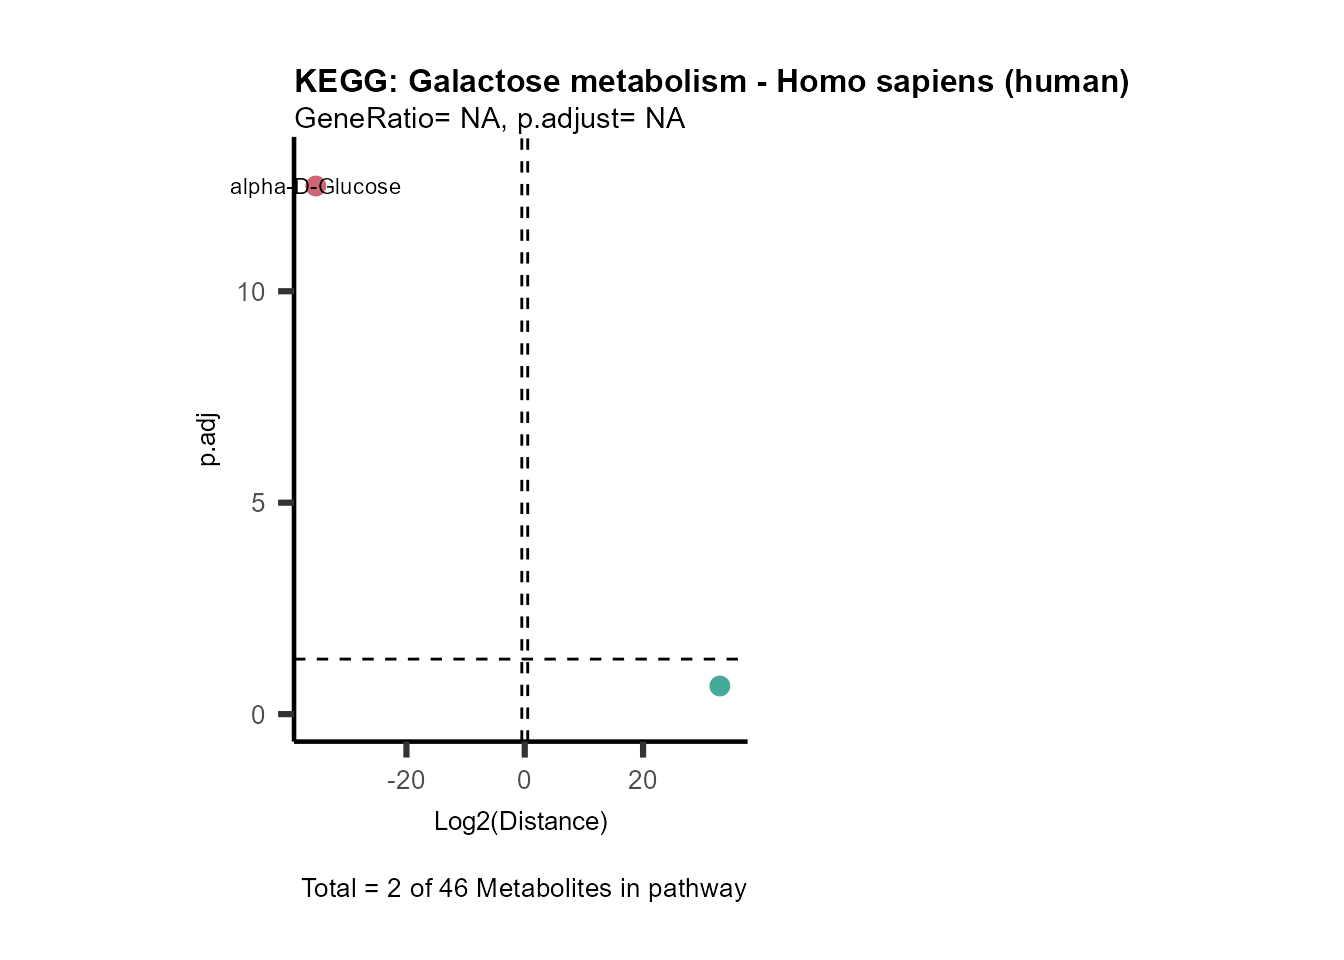 KEGG: Galactose metabolism - Homo sapiens (human)
GeneRatio= NA, p.adjust= NA
alpha-D-Glucose
10
p.adj
5
0
-20 0 20
Log2(Distance)
Total = 2 of 46 Metabolites in pathway